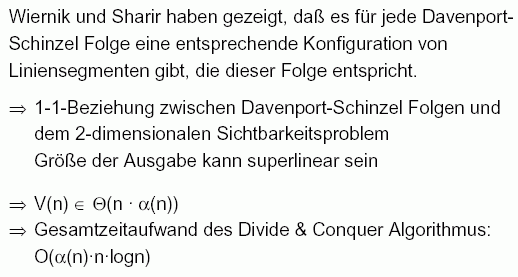 Wiernik und Sharir haben gezeigt, daß es für jede Davenport-
Schinzel Folge eine entsprechende Konfiguration von
Liniensegmenten gibt, die dieser Folge entspricht.
⇒ 1-1-Beziehung zwischen Davenport-Schinzel Folgen und
dem 2-dimensionalen Sichtbarkeitsproblem
Größe der Ausgabe kann superlinear sein
⇒ V(n) ∈ Θ(n · α(n))
⇒ Gesamtzeitaufwand des Divide & Conquer Algorithmus:
O(α(n)·n·logn)